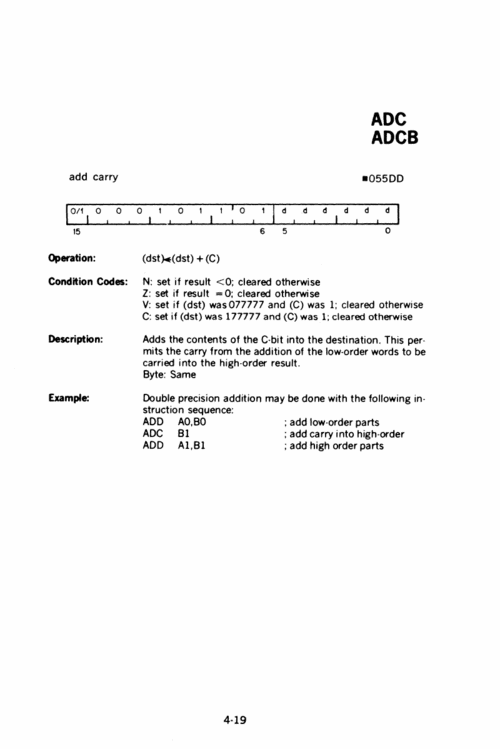 ADC
ADCB
add carry ■055DD
0/1 0 0 0 1 0 1 1 0 1 d d d d d d
15 6 5 0
Operation: (dst)←(dst) + (C)
Condition Codes: N: set if result <0; cleared otherwise
Z: set if result =0; cleared otherwise
V: set if (dst) was 077777 and (C) was 1; cleared otherwise
C: set if (dst) was 177777 and (C) was 1; cleared otherwise
Description: Adds the contents of the C-bit into the destination. This per-
mits the carry from the addition of the low-order words to be
carried into the high-order result.
Byte: Same
Example: Double precision addition may be done with the following in-
struction sequence:
ADD A0,B0 ; add low-order parts
ADC B1 ; add carry into high-order
ADD A1,B1 ; add high order parts
4-19